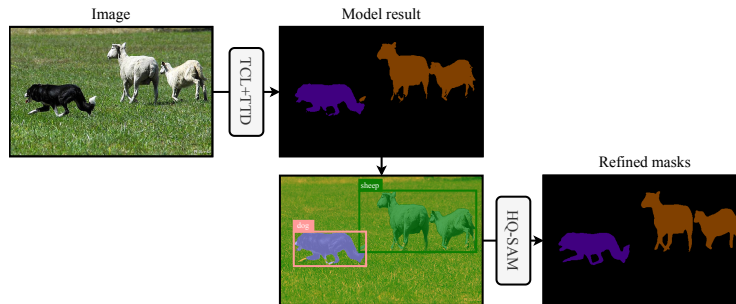 Image
Model result
TCL+TTD
sheep
dog
HQ-SAM
Refined masks